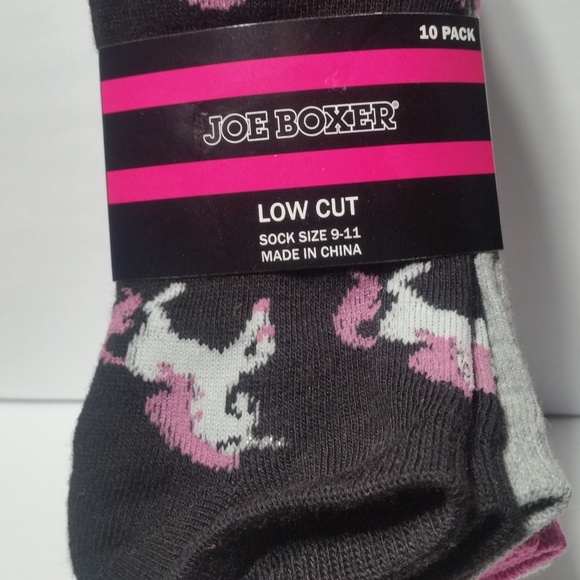 10 PACK
JOE BOXER®
LOW CUT
SOCK SIZE 9-11
MADE IN CHINA